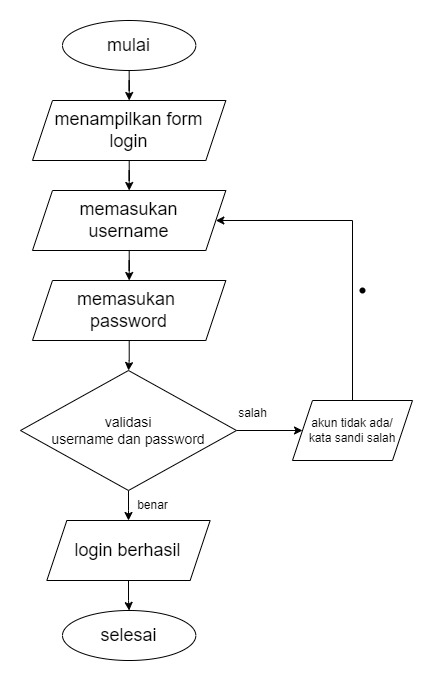 mulai
menampilkan form
login
memasukan
username
memasukan
password
validasi
username dan password
salah
akun tidak ada/
kata sandi salah
benar
login berhasil
selesai